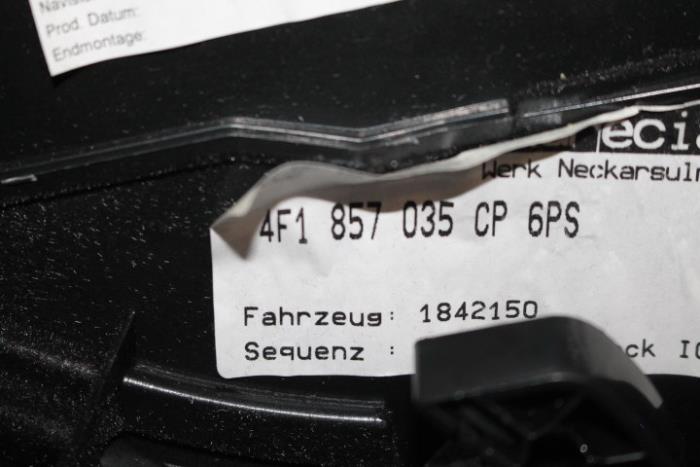 Prod. Datum:
Endmontage:
Werk Neckarsulm
4F1 857 035 CP 6PS
Fahrzeug: 1842150
Sequenz :